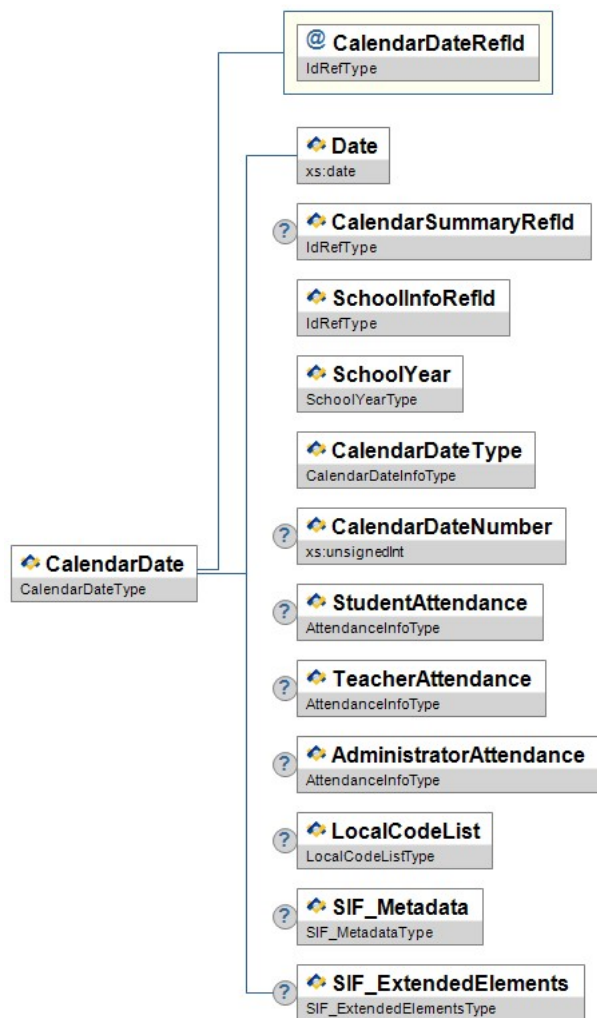 @ CalendarDateRefId
IdRefType
Date
xs:date
? CalendarSummaryRefId
IdRefType
SchoolInfoRefId
IdRefType
SchoolYear
SchoolYearType
CalendarDateType
CalendarDateInfoType
? CalendarDateNumber
xs:unsignedInt
CalendarDate
CalendarDateType
? StudentAttendance
AttendanceInfoType
? TeacherAttendance
AttendanceInfoType
? AdministratorAttendance
AttendanceInfoType
? LocalCodeList
LocalCodeListType
? SIF_Metadata
SIF_MetadataType
? SIF_ExtendedElements
SIF_ExtendedElementsType